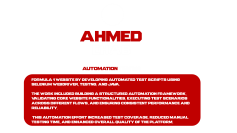 AHMED
AUTOMATION
FORMULA 1 WEBSITE BY DEVELOPING AUTOMATED TEST SCRIPTS USING
SELENIUM WEBDRIVER, TESTNG, AND JAVA.
THE WORK INCLUDED BUILDING A STRUCTURED AUTOMATION FRAMEWORK,
VALIDATING CORE WEBSITE FUNCTIONALITIES, EXECUTING TEST SCENARIOS
ACROSS DIFFERENT FLOWS, AND ENSURING CONSISTENT PERFORMANCE AND
RELIABILITY.
THIS AUTOMATION EFFORT INCREASED TEST COVERAGE, REDUCED MANUAL
TESTING TIME, AND ENHANCED OVERALL QUALITY OF THE PLATFORM.